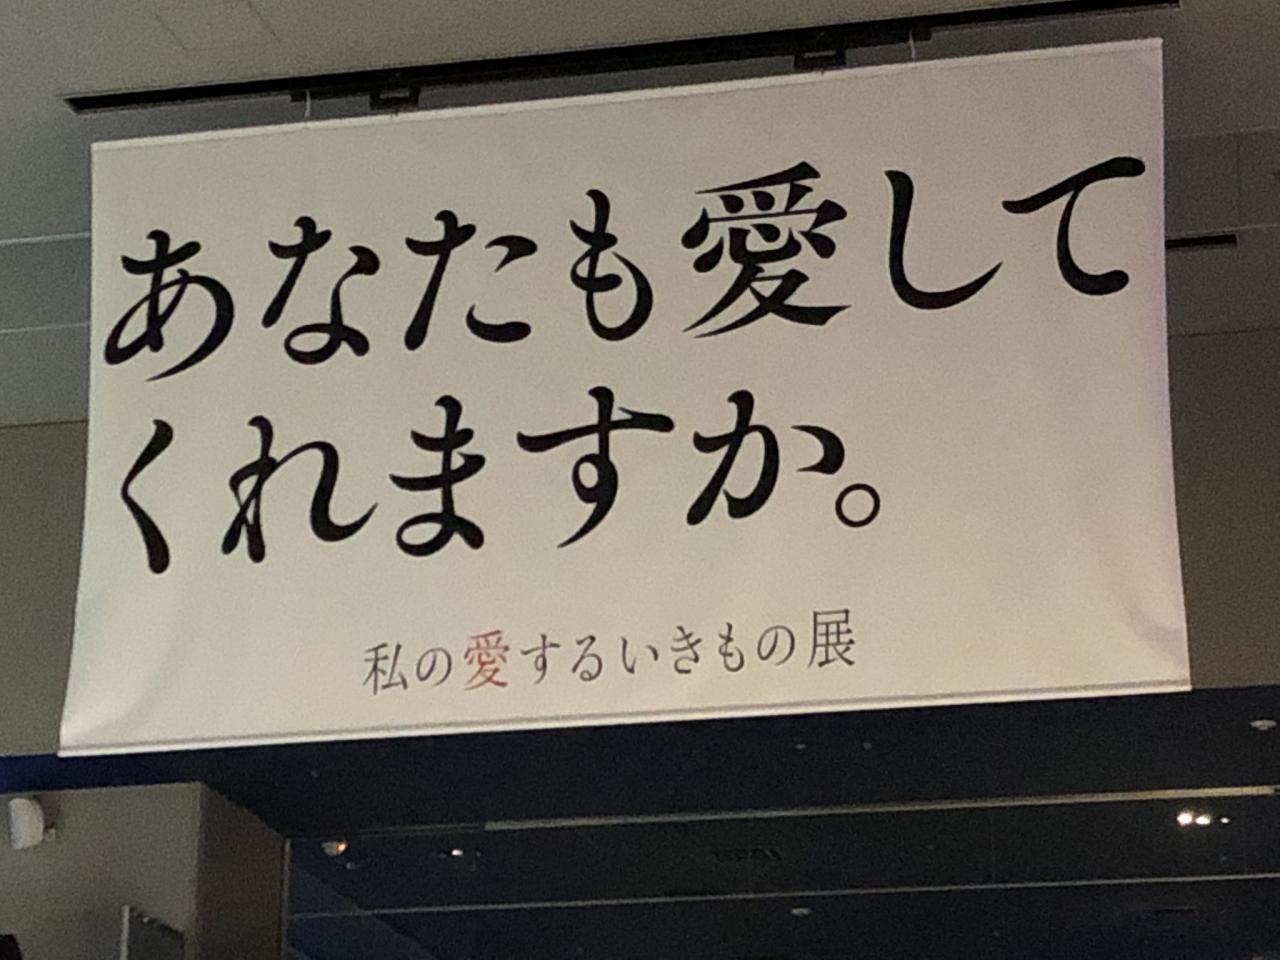 あなたも愛して
くれますか。
私の愛するいきもの展